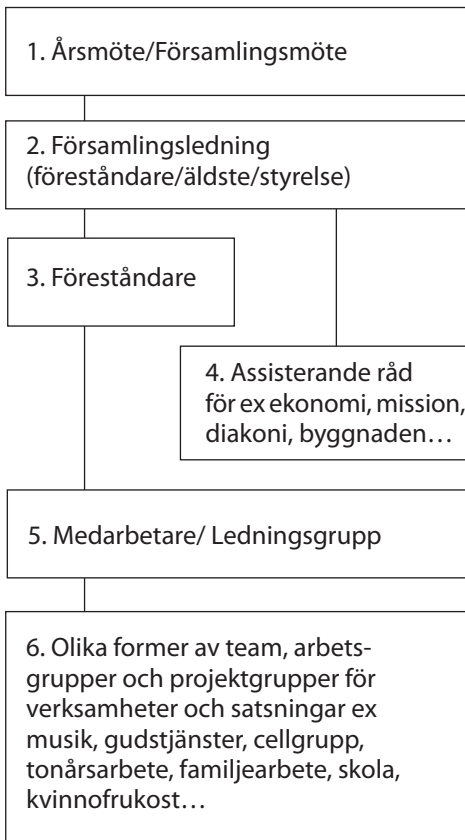 1. Årsmöte/Församlingsmöte
2. Församlingsledning
(föreståndare/äldste/styrelse)
3. Föreståndare
4. Assisterande råd
för ex ekonomi, mission,
diakoni, byggnaden…
5. Medarbetare/ Ledningsgrupp
6. Olika former av team, arbets-
grupper och projektgrupper för
verksamheter och satsningar ex
musik, gudstjänster, cellgrupp,
tonårsarbete, familjearbete, skola,
kvinnofrukost…